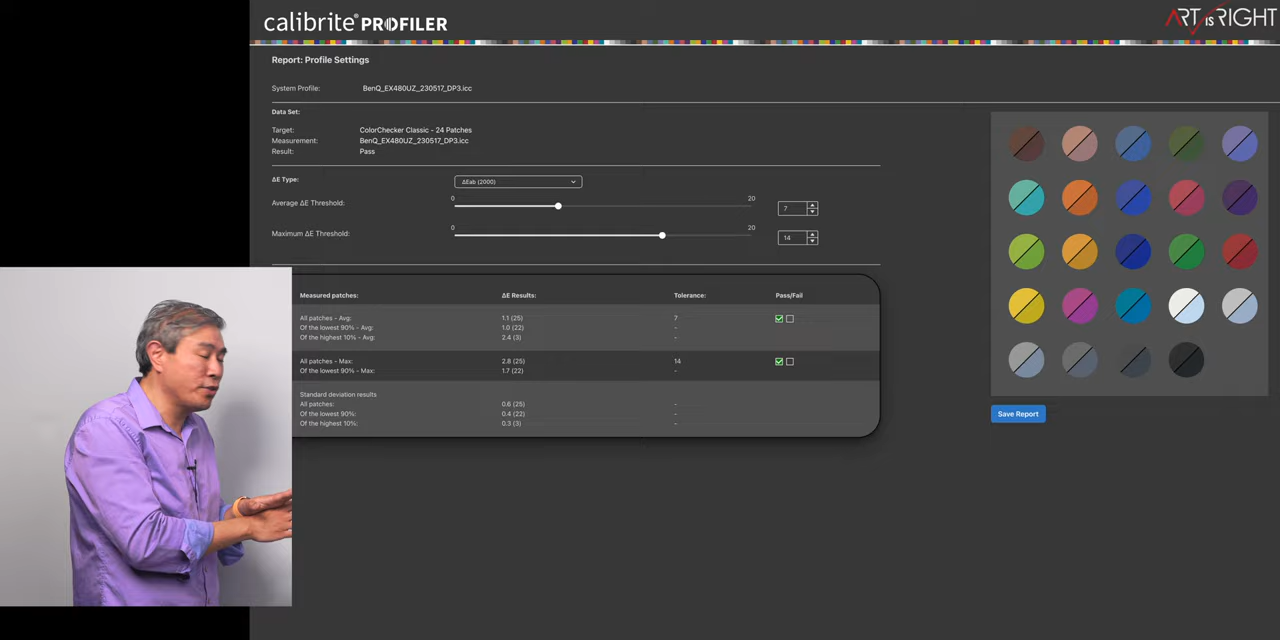 calibrite PROFILER
ART IS RIGHT
Report: Profile Settings
System Profile: BenQ_EX480UZ_230517_DP3.icc
Data Set:
Target: ColorChecker Classic - 24 Patches
Measurement: BenQ_EX480UZ_230517_DP3.icc
Result: Pass
ΔE Type: ΔEab (2000)
Average ΔE Threshold: 0 20 7
Maximum ΔE Threshold: 0 20 14
Measured patches: ΔE Results: Tolerance: Pass/Fail
All patches - Avg: 1.1 (25) 7
Of the lowest 90% - Avg: 1.0 (22) -
Of the highest 10% - Avg: 2.4 (3) -
All patches - Max: 2.8 (25) 14
Of the lowest 90% - Max: 1.7 (22) -
Standard deviation results
All patches: 0.6 (25) -
Of the lowest 90%: 0.4 (22) -
Of the highest 10%: 0.3 (3) -
Save Report